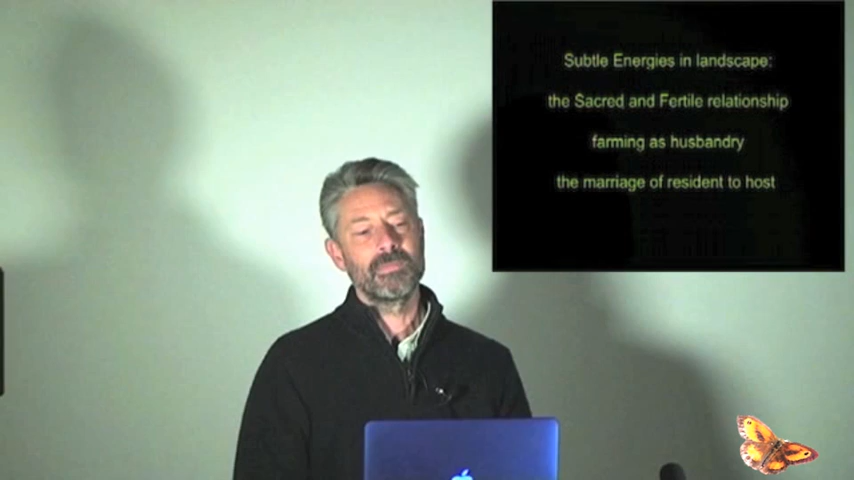 Subtle Energies in landscape:
the Sacred and Fertile relationship
farming as husbandry
the marriage of resident to host